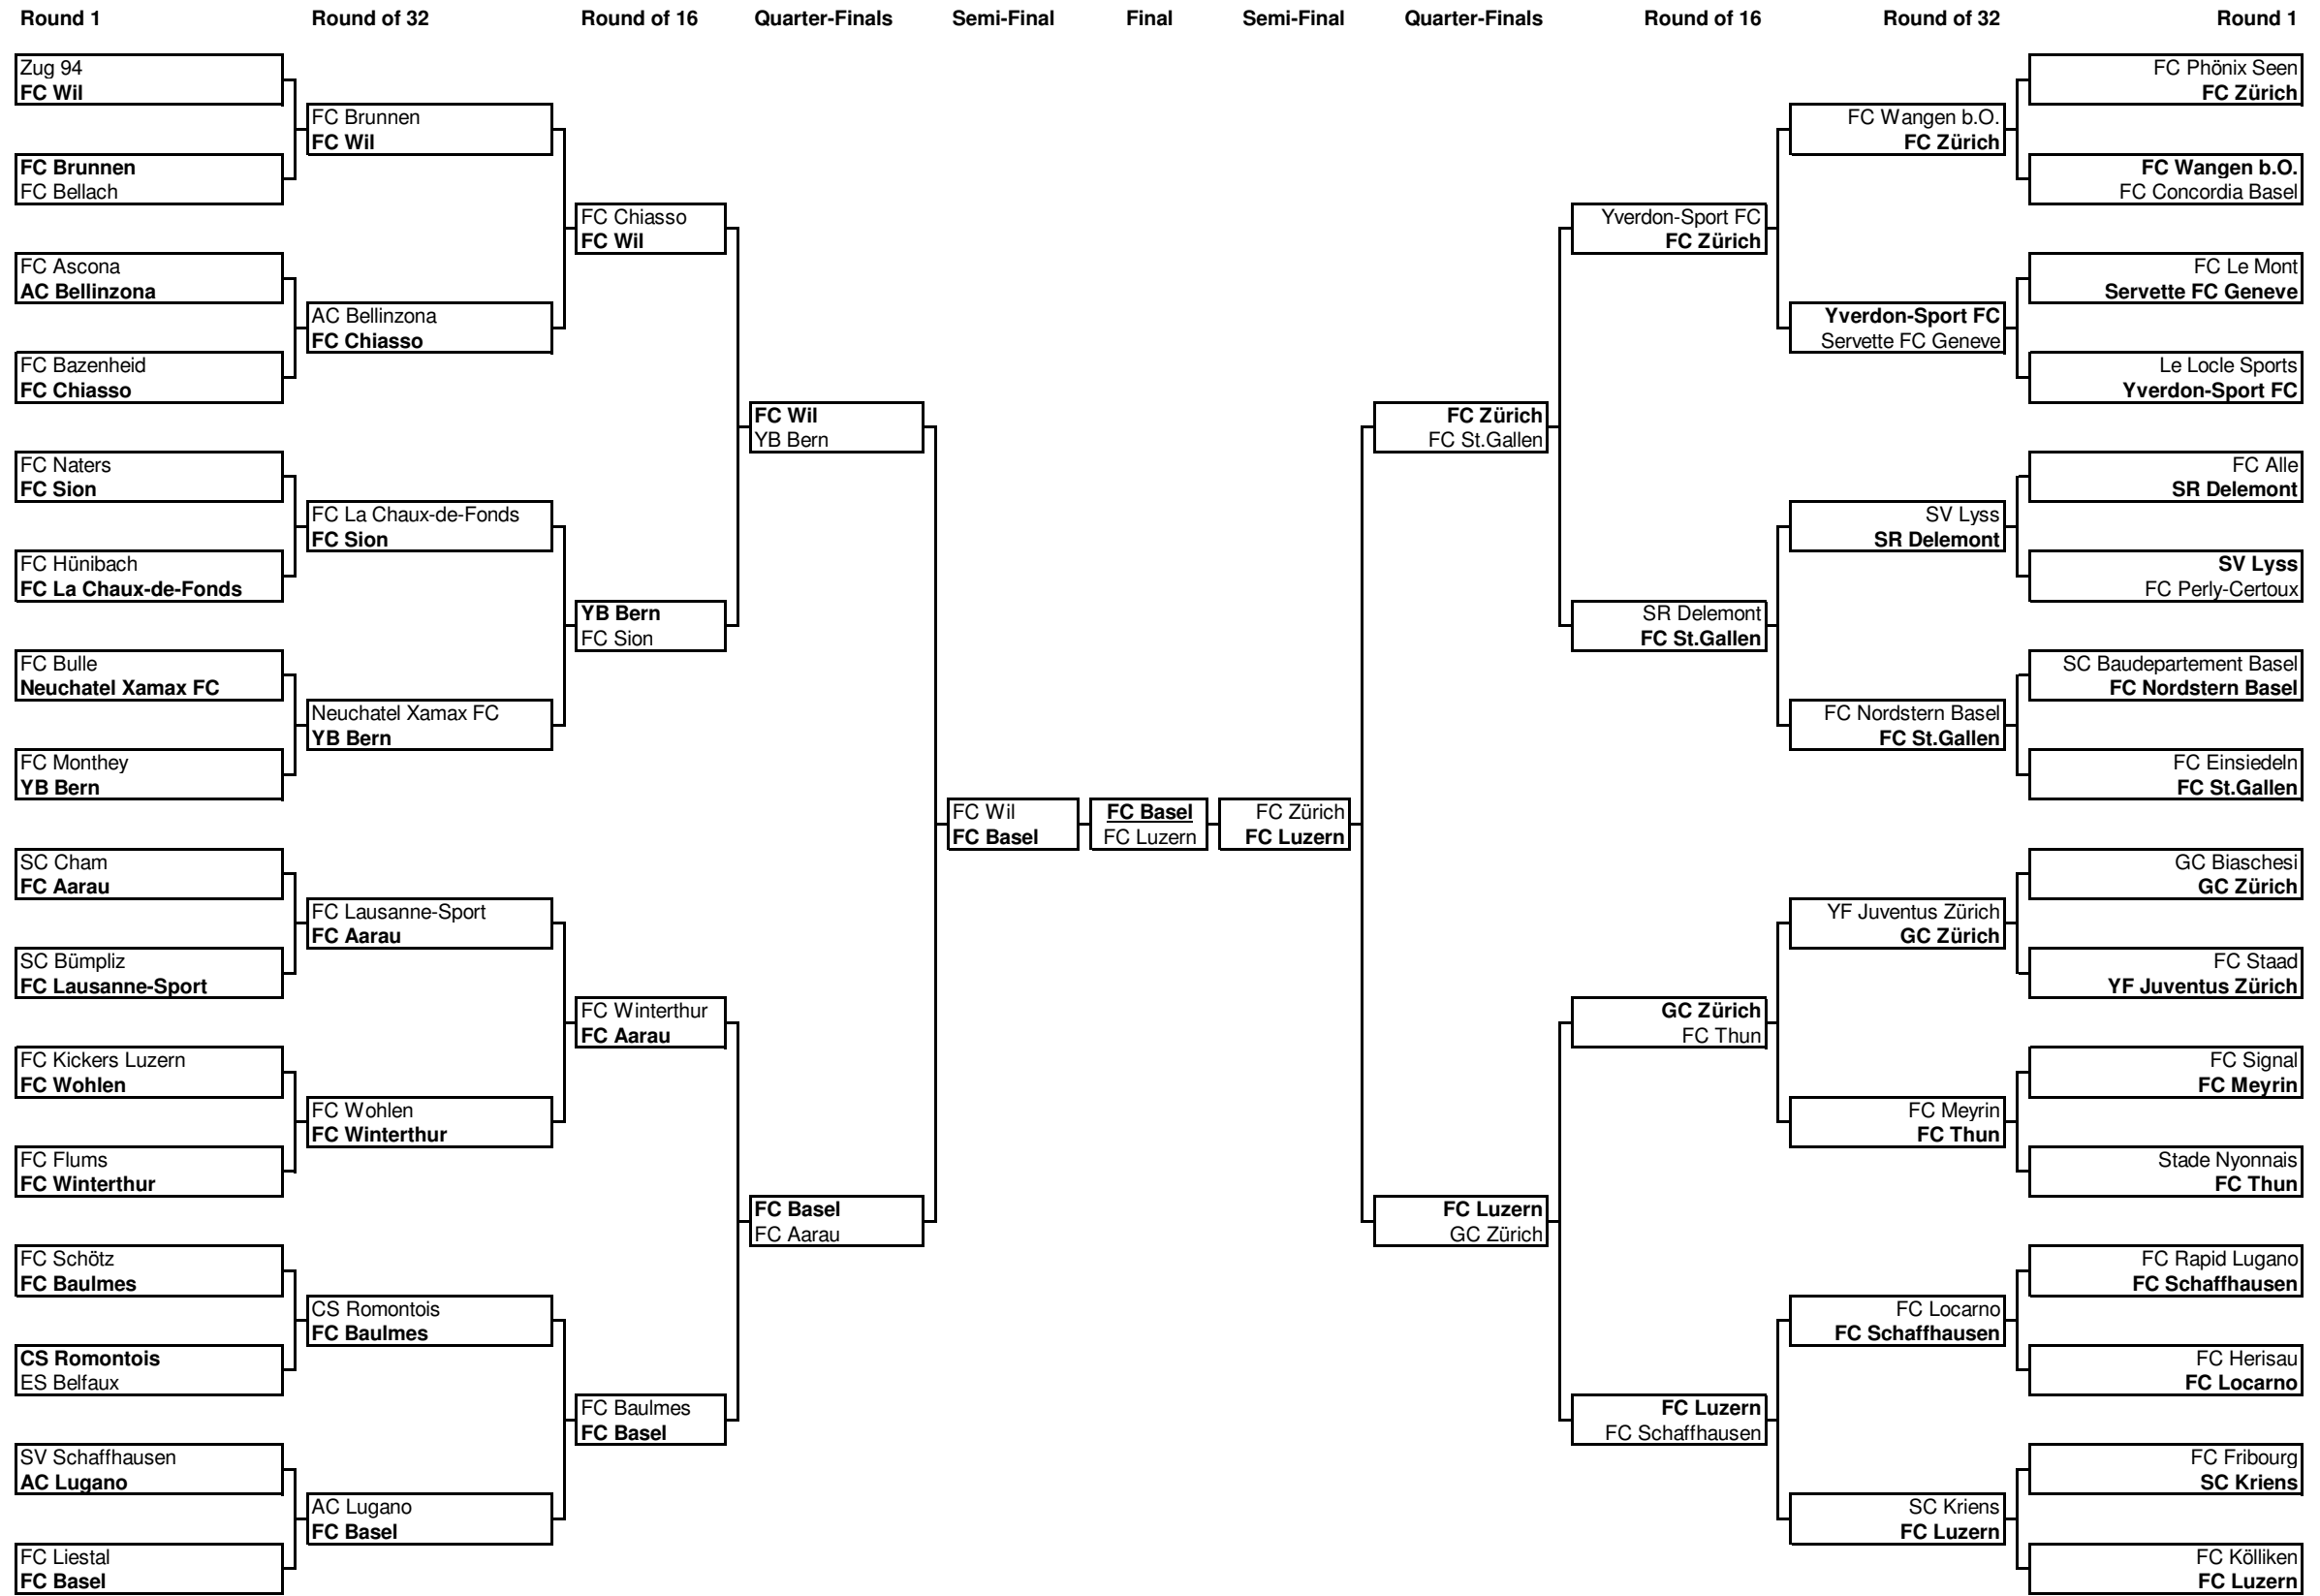 Round 1
Round of 32
Round of 16
Quarter-Finals
Semi-Final
Final
Semi-Final
Quarter-Finals
Round of 16
Round of 32
Round 1
Zug 94
FC Wil
FC Brunnen
FC Bellach
FC Ascona
AC Bellinzona
FC Bazenheid
FC Chiasso
FC Naters
FC Sion
FC Hünibach
FC La Chaux-de-Fonds
FC Bulle
Neuchatel Xamax FC
FC Monthey
YB Bern
SC Cham
FC Aarau
SC Bümpliz
FC Lausanne-Sport
FC Kickers Luzern
FC Wohlen
FC Flums
FC Winterthur
FC Schötz
FC Baulmes
CS Romontois
ES Belfaux
SV Schaffhausen
AC Lugano
FC Liestal
FC Basel
FC Brunnen
FC Wil
AC Bellinzona
FC Chiasso
FC La Chaux-de-Fonds
FC Sion
Neuchatel Xamax FC
YB Bern
FC Lausanne-Sport
FC Aarau
FC Wohlen
FC Winterthur
CS Romontois
FC Baulmes
AC Lugano
FC Basel
FC Chiasso
FC Wil
YB Bern
FC Sion
FC Winterthur
FC Aarau
FC Baulmes
FC Basel
FC Wil
YB Bern
FC Basel
FC Aarau
FC Wil
FC Basel
FC Basel
FC Luzern
FC Zürich
FC Luzern
FC Zürich
FC St.Gallen
FC Luzern
GC Zürich
Yverdon-Sport FC
FC Zürich
SR Delemont
FC St.Gallen
GC Zürich
FC Thun
FC Luzern
FC Schaffhausen
FC Wangen b.O.
FC Zürich
Yverdon-Sport FC
Servette FC Geneve
SV Lyss
SR Delemont
FC Nordstern Basel
FC St.Gallen
YF Juventus Zürich
GC Zürich
FC Meyrin
FC Thun
FC Locarno
FC Schaffhausen
SC Kriens
FC Luzern
FC Phönix Seen
FC Zürich
FC Wangen b.O.
FC Concordia Basel
FC Le Mont
Servette FC Geneve
Le Locle Sports
Yverdon-Sport FC
FC Alle
SR Delemont
SV Lyss
FC Perly-Certoux
SC Baudepartement Basel
FC Nordstern Basel
FC Einsiedeln
FC St.Gallen
GC Biaschesi
GC Zürich
FC Staad
YF Juventus Zürich
FC Signal
FC Meyrin
Stade Nyonnais
FC Thun
FC Rapid Lugano
FC Schaffhausen
FC Herisau
FC Locarno
FC Fribourg
SC Kriens
FC Kölliken
FC Luzern